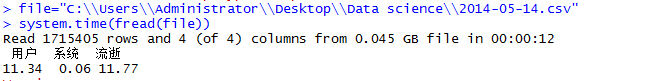 > file="C:\\Users\\Administrator\\Desktop\\Data science\\2014-05-14.csv"
> system.time(fread(file))
Read 1715405 rows and 4 (of 4) columns from 0.045 GB file in 00:00:12
用户 系统 流逝
11.34 0.06 11.77